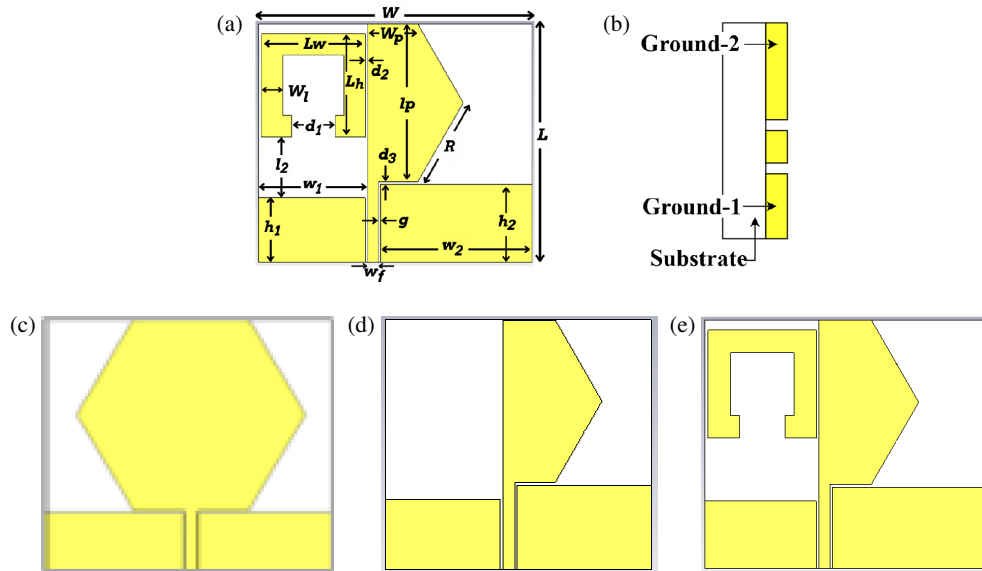 (a)
W
Lw
Wp
d2
Wl
Lh
d1
lp
L
d3
R
l2
w1
h1
g
h2
w2
wf
(b)
Ground-2
Ground-1
Substrate
(c)
(d)
(e)